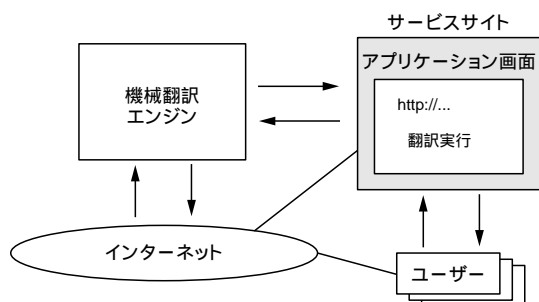 サービスサイト
アプリケーション画面
機械翻訳
エンジン
http://...
翻訳実行
インターネット
ユーザー